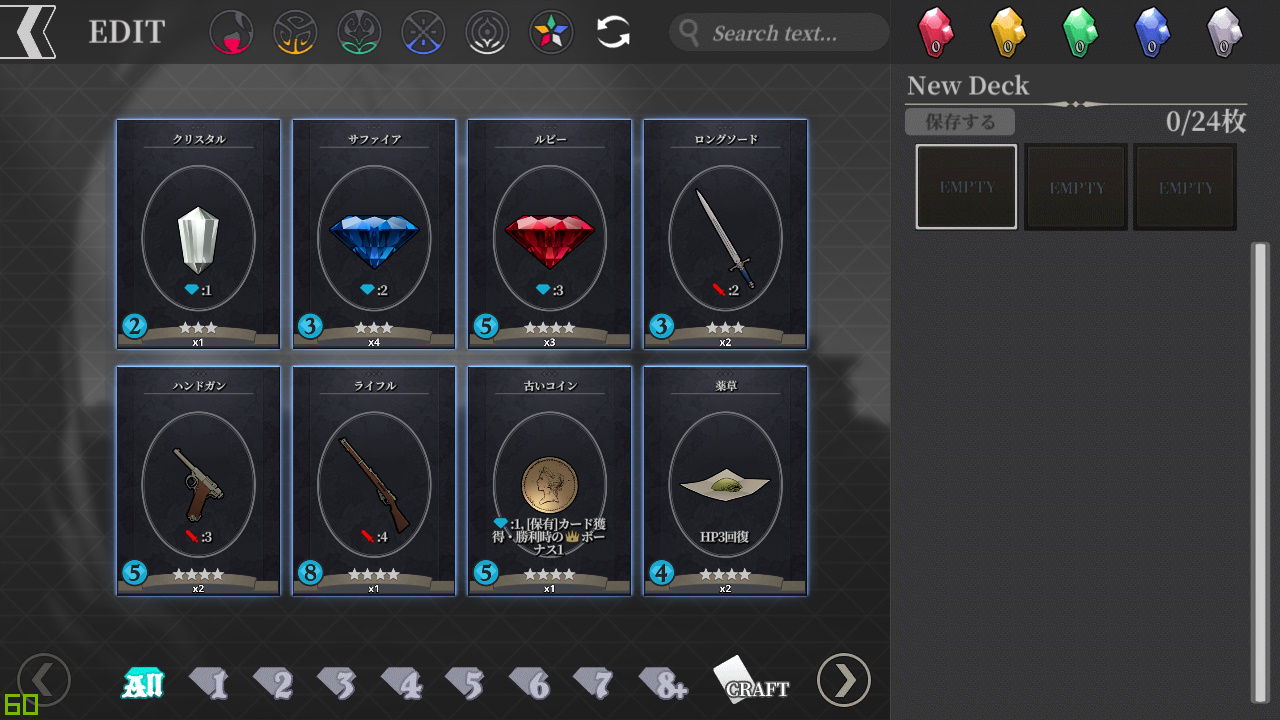 EDIT
Search text...
0
0
0
0
0
New Deck
保存する
0/24枚
EMPTY
EMPTY
EMPTY
クリスタル
:1
2
x1
サファイア
:2
3
x4
ルビー
:3
5
x3
ロングソード
:2
3
x2
ハンドガン
:3
5
x2
ライフル
:4
8
x1
古いコイン
:1, [保有]カード獲
得・勝利時の ボー
ナス1
5
x1
薬草
HP3回復
4
x2
All
1
2
3
4
5
6
7
8+
CRAFT
60